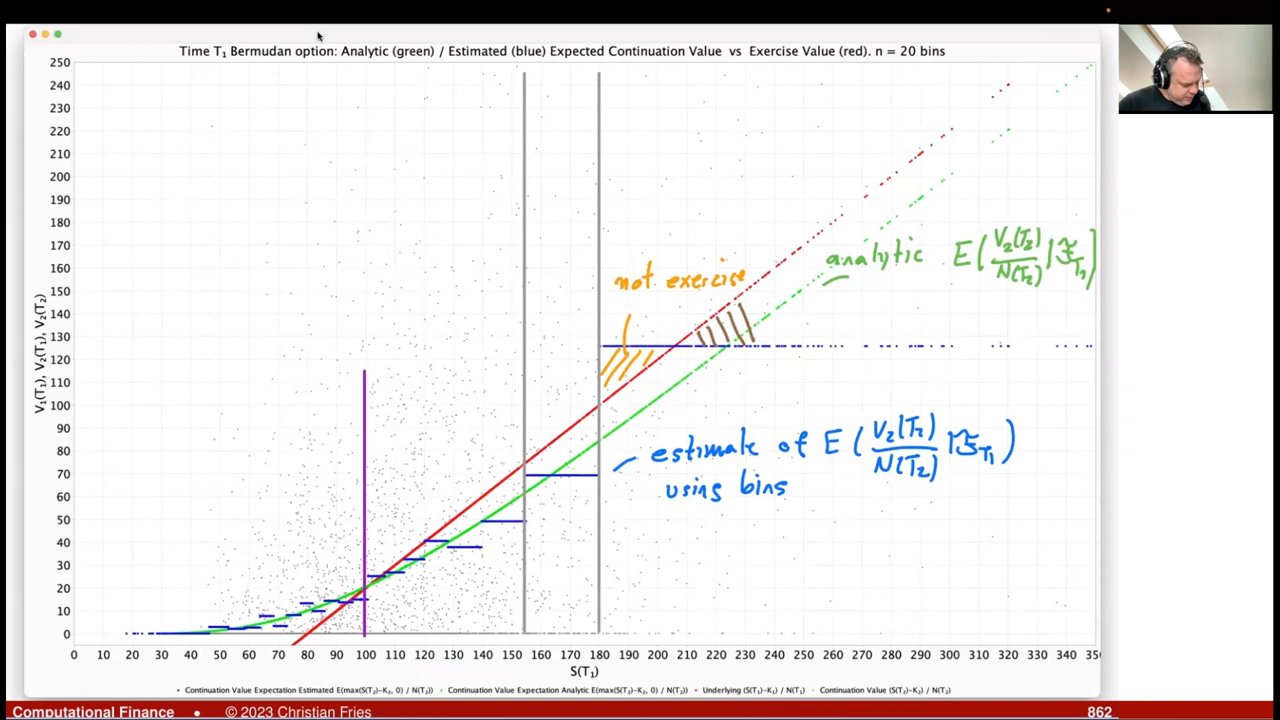 Time T₁ Bermudan option: Analytic (green) / Estimated (blue) Expected Continuation Value vs Exercise Value (red). n = 20 bins
250
240
230
220
210
200
190
180
170
160
150
140
130
120
110
100
90
80
70
60
50
40
30
20
10
0
V₁(T₁), V₂(T₁), V₂(T₂)
not exercise
analytic E(V₂(T₂)/N(T₂)|ℱ_T₁)
estimate of E(V₂(T₂)/N(T₂)|ℱ_T₁)
using bins
0 10 20 30 40 50 60 70 80 90 100 110 120 130 140 150 160 170 180 190 200 210 220 230 240 250 260 270 280 290 300 310 320 330 340 350
S(T₁)
Continuation Value Expectation Estimated E(max(S(T₂)-K₂, 0) / N(T₂)) Continuation Value Expectation Analytic E(max(S(T₂)-K₂, 0) / N(T₂)) Underlying (S(T₁)-K₁) / N(T₁) Continuation Value (S(T₂)-K₂) / N(T₂)
Computational Finance • © 2023 Christian Fries 862